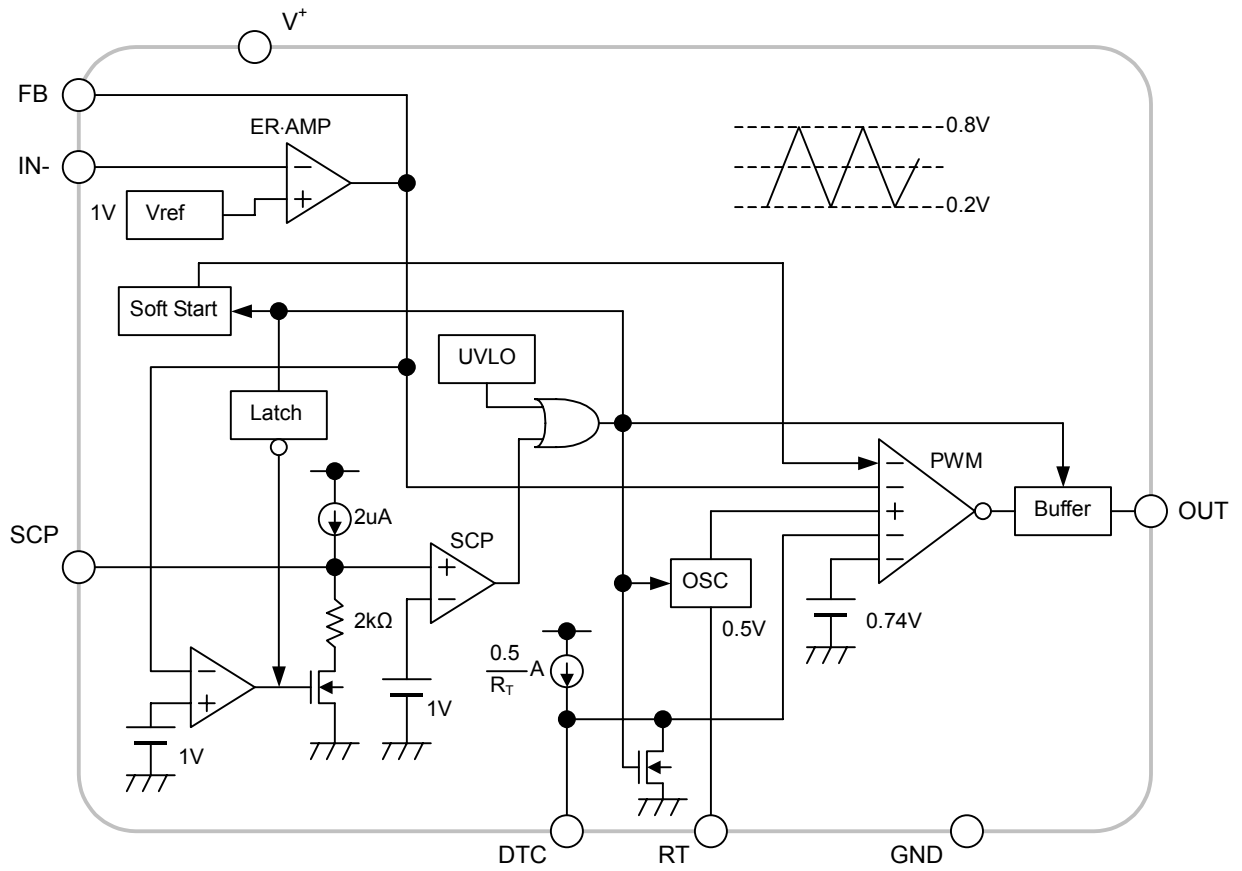 V+
FB
ER·AMP
0.8V
IN-
1V
Vref
0.2V
Soft Start
UVLO
Latch
PWM
2uA
Buffer
OUT
SCP
SCP
OSC
2kΩ
0.5V
0.74V
0.5
A
RT
1V
1V
DTC
RT
GND